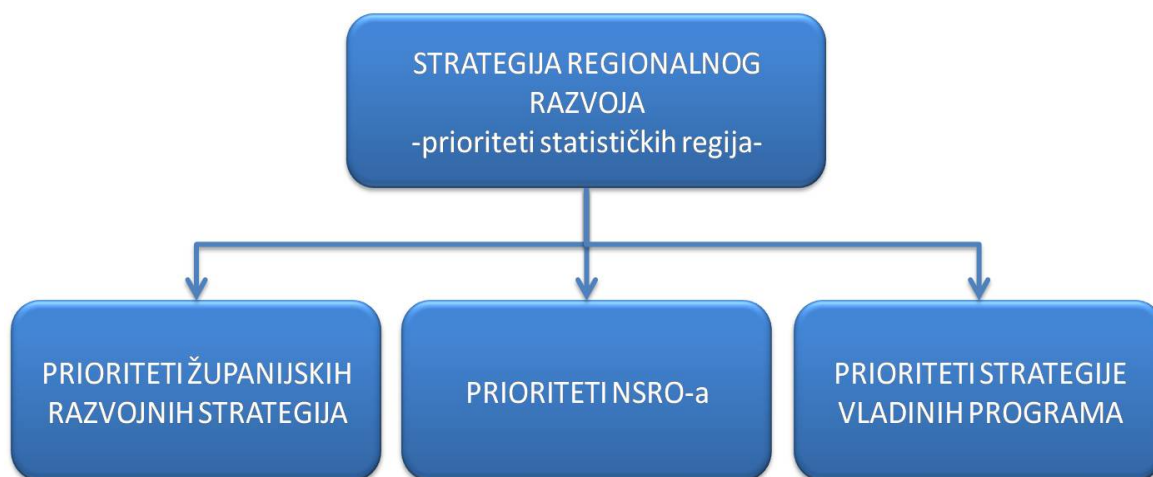 STRATEGIJA REGIONALNOG
RAZVOJA
-prioriteti statističkih regija-
PRIORITETI ŽUPANIJSKIH
RAZVOJNIH STRATEGIJA
PRIORITETI NSRO-a
PRIORITETI STRATEGIJE
VLADINIH PROGRAMA